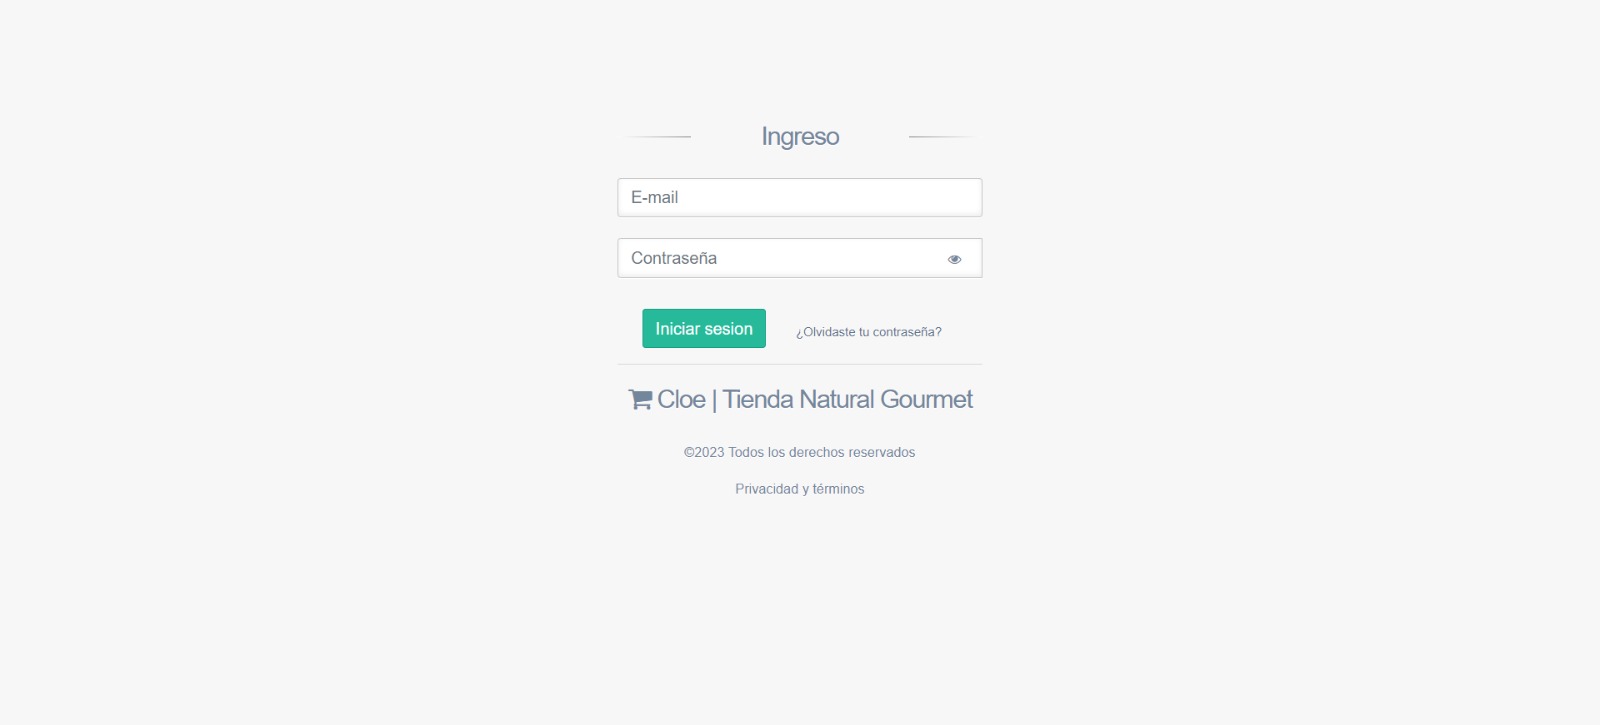 Ingreso
E-mail
Contraseña
Iniciar sesion
¿Olvidaste tu contraseña?
Cloe | Tienda Natural Gourmet
©2023 Todos los derechos reservados
Privacidad y términos